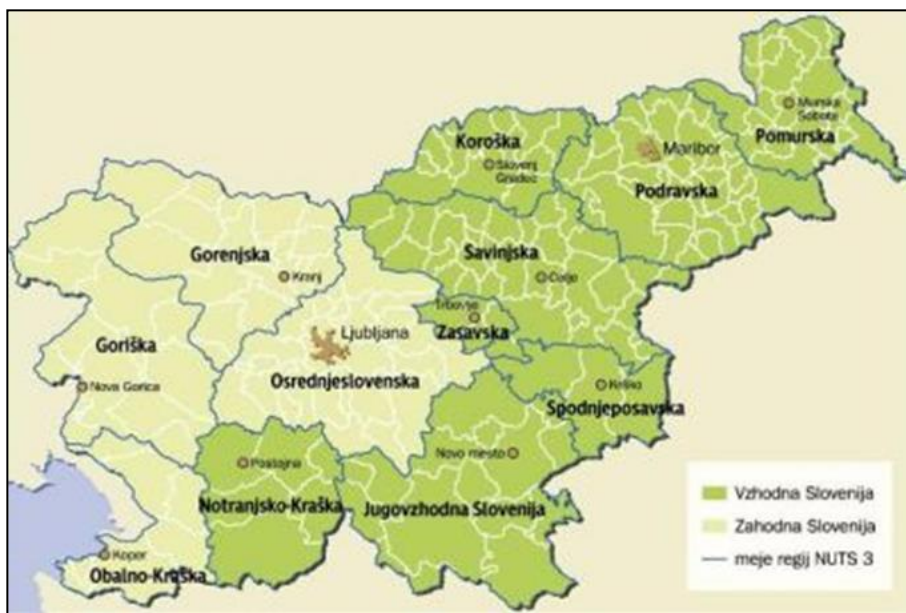 Koroška
Slovenj
Gradec
Maribor
Podravska
Murska
Sobota
Pomurska
Gorenjska
Kranj
Savinjska
Celje
Trbovlje
Zasavska
Ljubljana
Osrednjeslovenska
Goriška
Nova Gorica
Krško
Spodnjeposavska
Postojna
Notranjsko-Kraška
Novo mesto
Jugovzhodna Slovenija
Koper
Obalno-Kraška
Vzhodna Slovenija
Zahodna Slovenija
meje regij NUTS 3